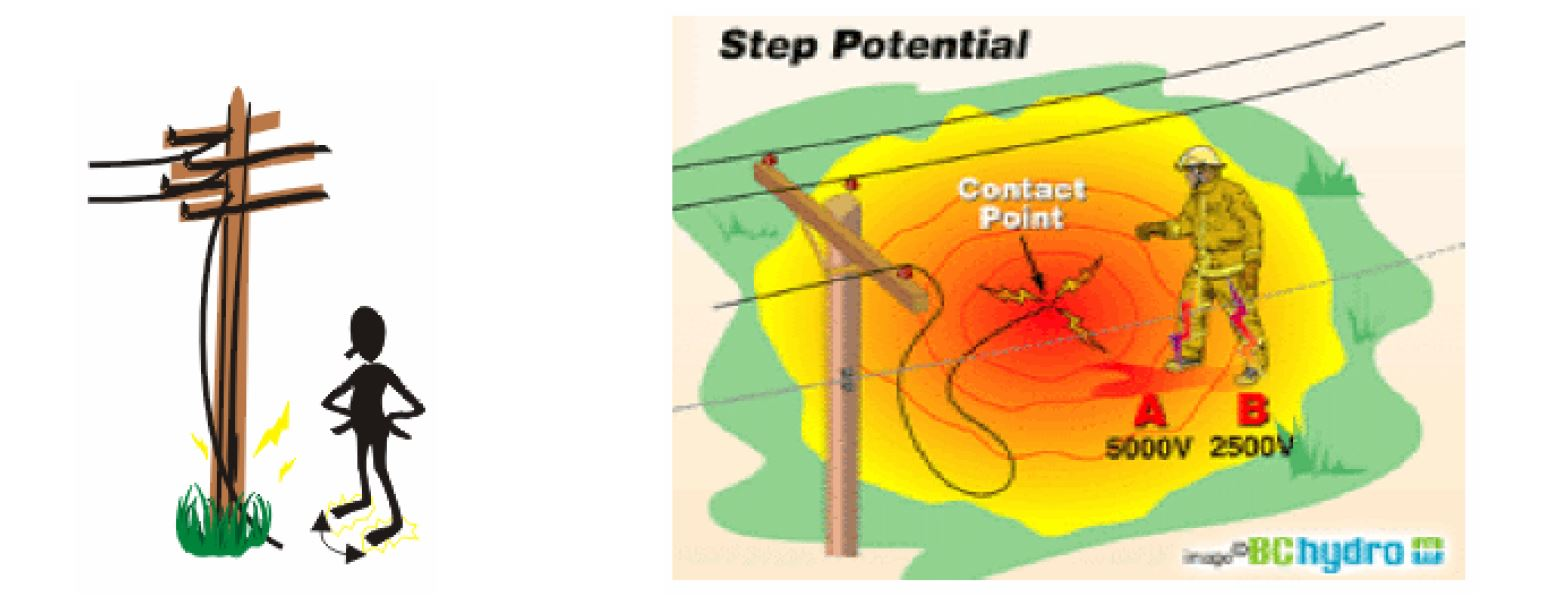 Step Potential
Contact
Point
A B
5000V 2500V
image © BChydro